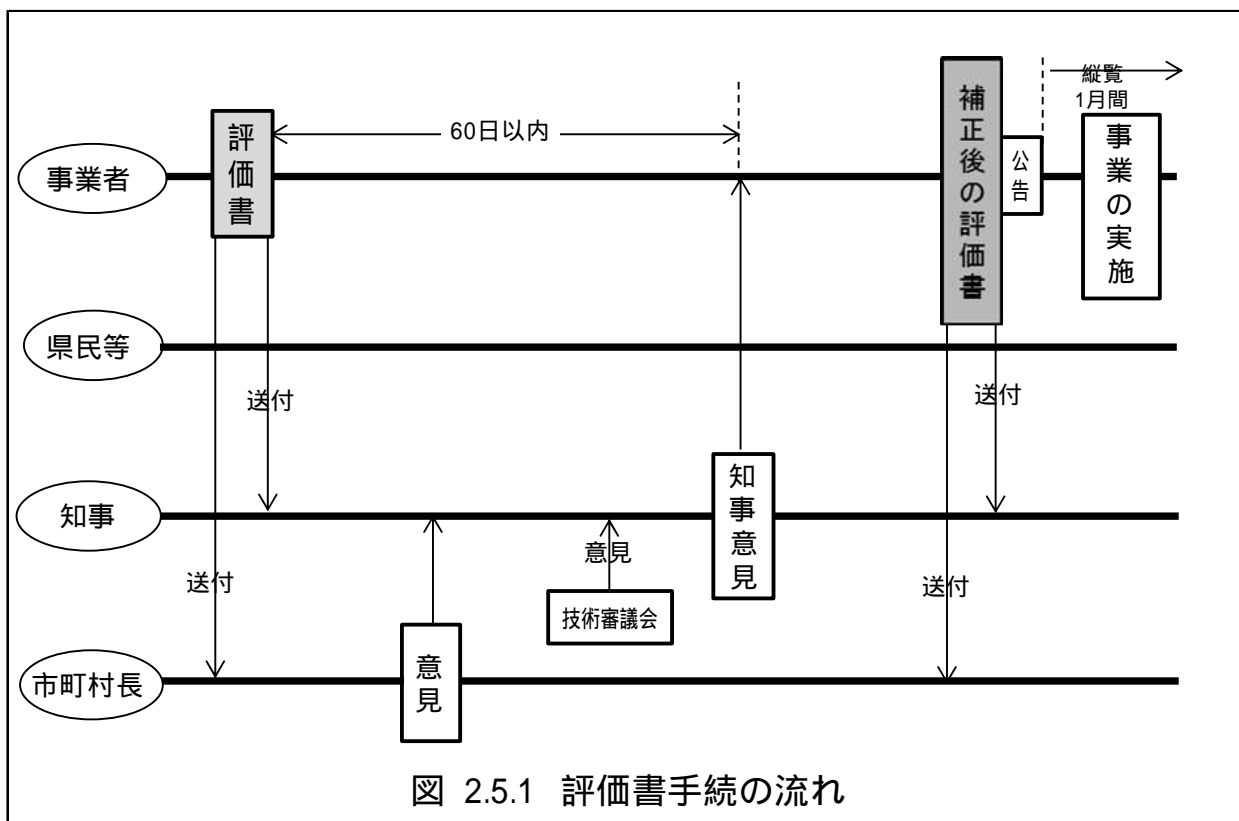 縦覧
1月間
補正後の評価書
公告
事業の実施
評価書
60日以内
事業者
県民等
送付
送付
知事
知事意見
意見
技術審議会
送付
送付
市町村長
意見
図 2.5.1 評価書手続の流れ